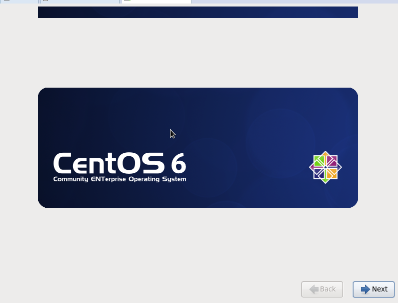 CentOS 6
Community ENTerprise Operating System
Back
Next